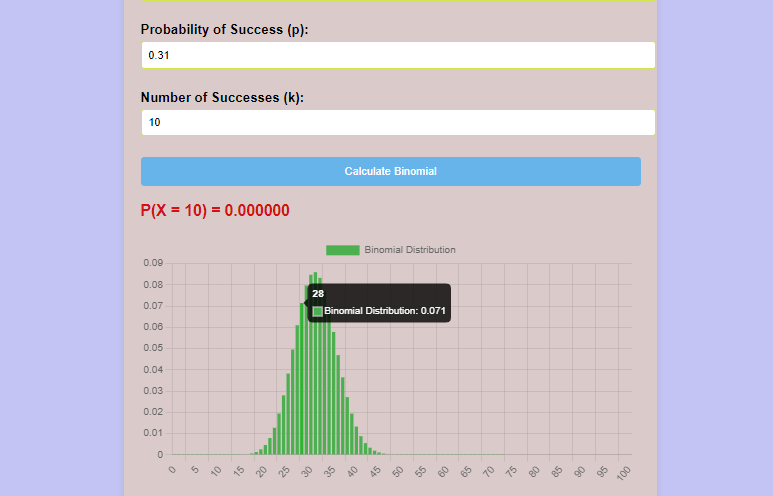 Probability of Success (p):
0.31
Number of Successes (k):
10
Calculate Binomial
P(X = 10) = 0.000000
Binomial Distribution
0.09
0.08
0.07
0.06
0.05
0.04
0.03
0.02
0.01
0
28
Binomial Distribution: 0.071
0 5 10 15 20 25 30 35 40 45 50 55 60 65 70 75 80 85 90 95 100